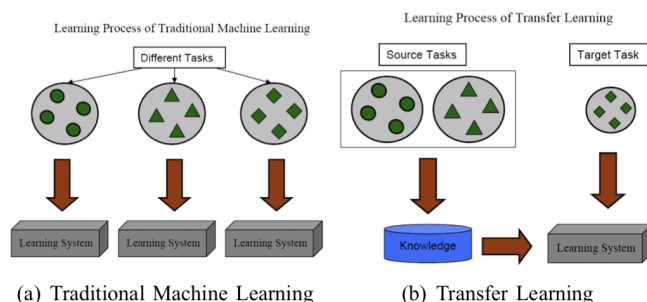 Learning Process of Traditional Machine Learning
Different Tasks
Learning System
Learning System
Learning System
(a) Traditional Machine Learning
Learning Process of Transfer Learning
Source Tasks
Target Task
Knowledge
Learning System
(b) Transfer Learning